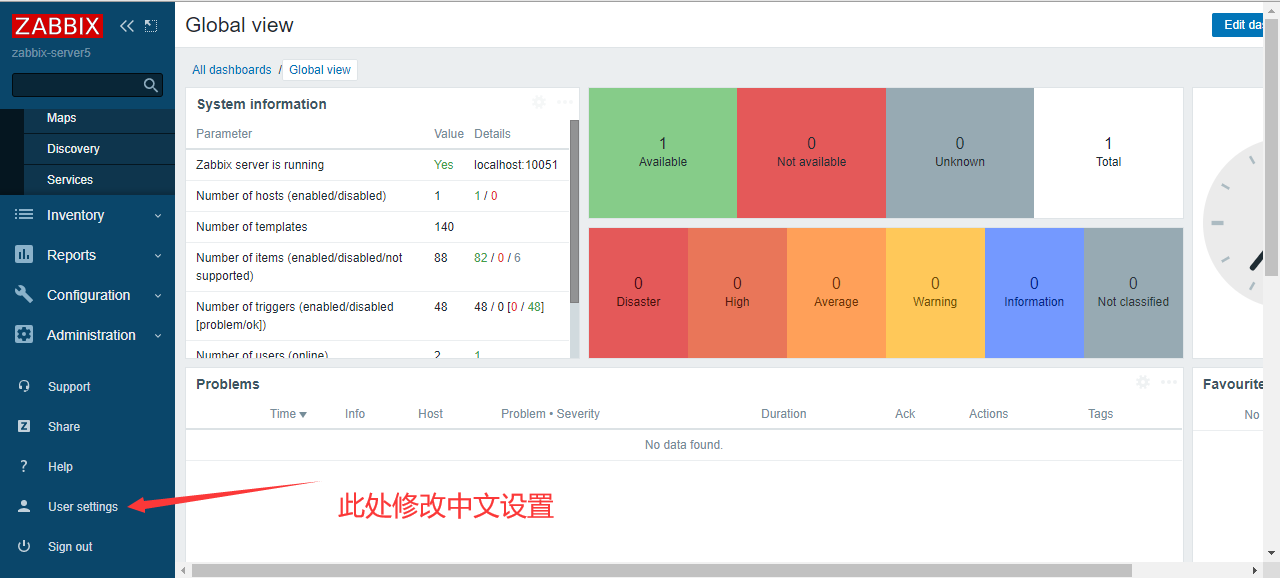 ZABBIX
zabbix-server5
Maps
Discovery
Services
Inventory
Reports
Configuration
Administration
Support
Share
Help
User settings
Sign out
Global view
All dashboards / Global view
System information
Parameter Value Details
Zabbix server is running Yes localhost:10051
Number of hosts (enabled/disabled) 1 1 / 0
Number of templates 140
Number of items (enabled/disabled/not 88 82 / 0 / 6
supported)
Number of triggers (enabled/disabled 48 48 / 0 [0 / 48]
[problem/ok])
Number of users (online) 2 1
1
Available
0
Not available
0
Unknown
1
Total
0
Disaster
0
High
0
Average
0
Warning
0
Information
0
Not classified
Problems
Time Info Host Problem • Severity Duration Ack Actions Tags
No data found.
此处修改中文设置
Edit das
Favourite
No